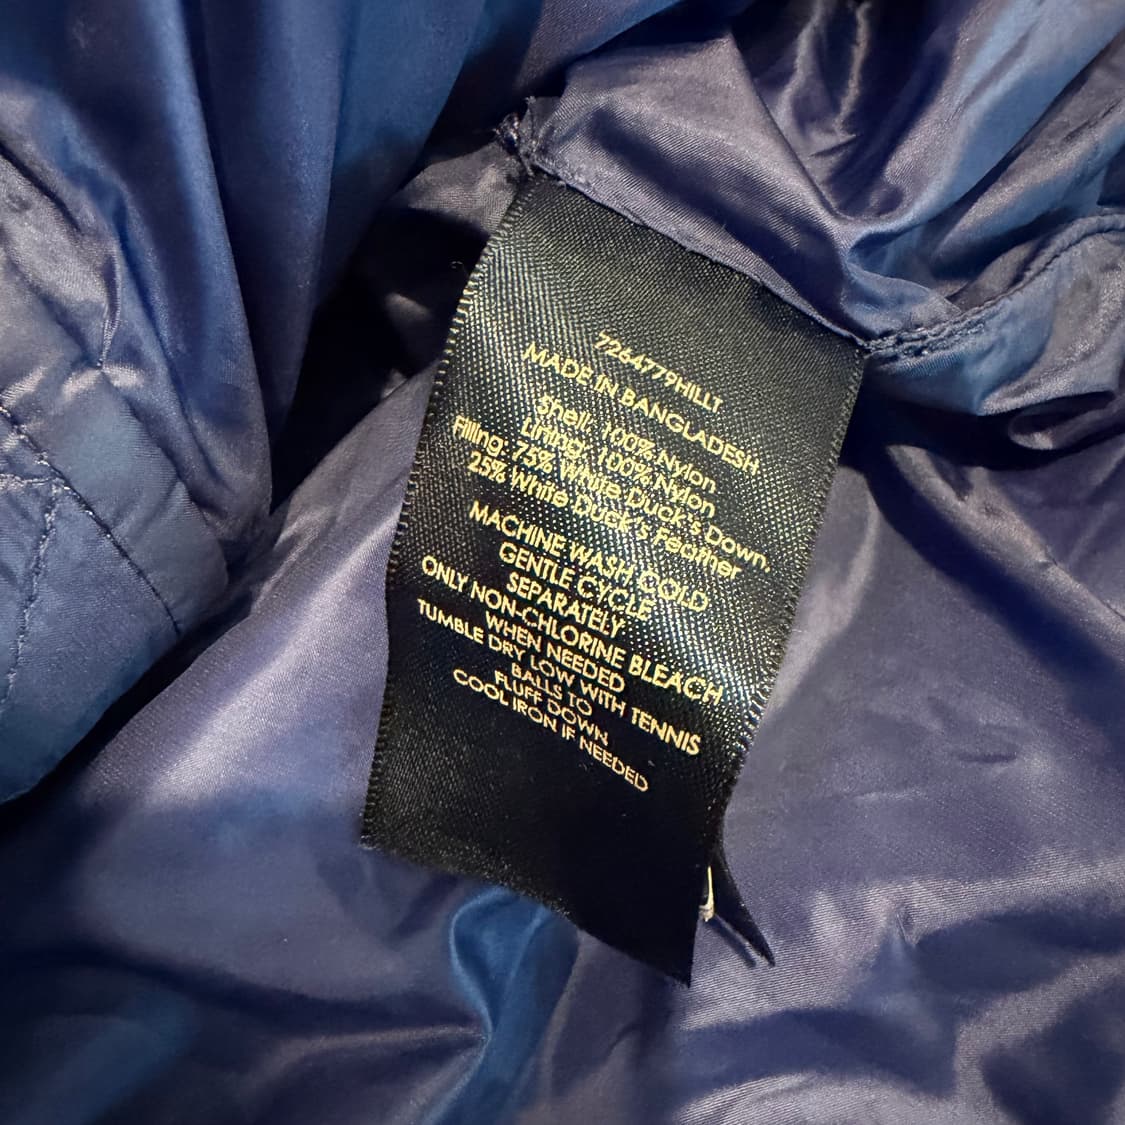 7264779HILLT
MADE IN BANGLADESH
Shell: 100% Nylon
Lining: 100% Nylon
Filling: 75% White Duck's Down,
25% White Duck's Feather
MACHINE WASH COLD
GENTLE CYCLE
SEPARATELY
ONLY NON-CHLORINE BLEACH
WHEN NEEDED
TUMBLE DRY LOW WITH TENNIS
BALLS TO
FLUFF DOWN
COOL IRON IF NEEDED